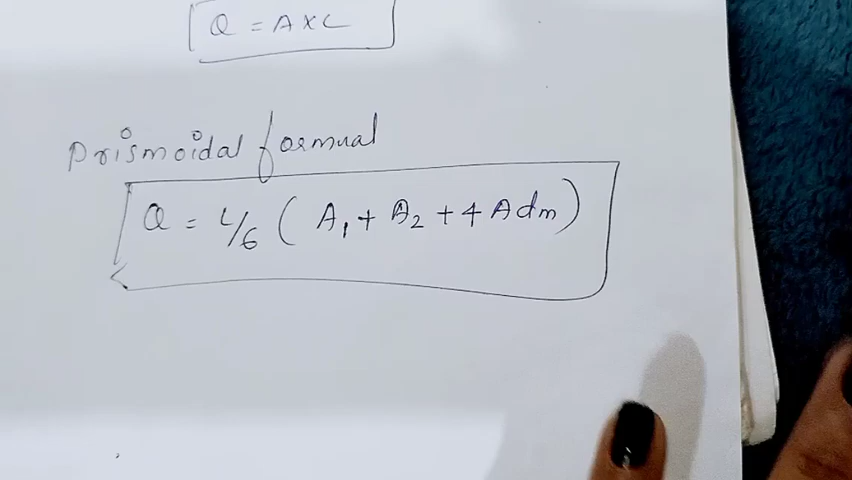 Q = A X L
Prismoidal formual
Q = L/6 ( A₁ + A₂ + 4 Adm )